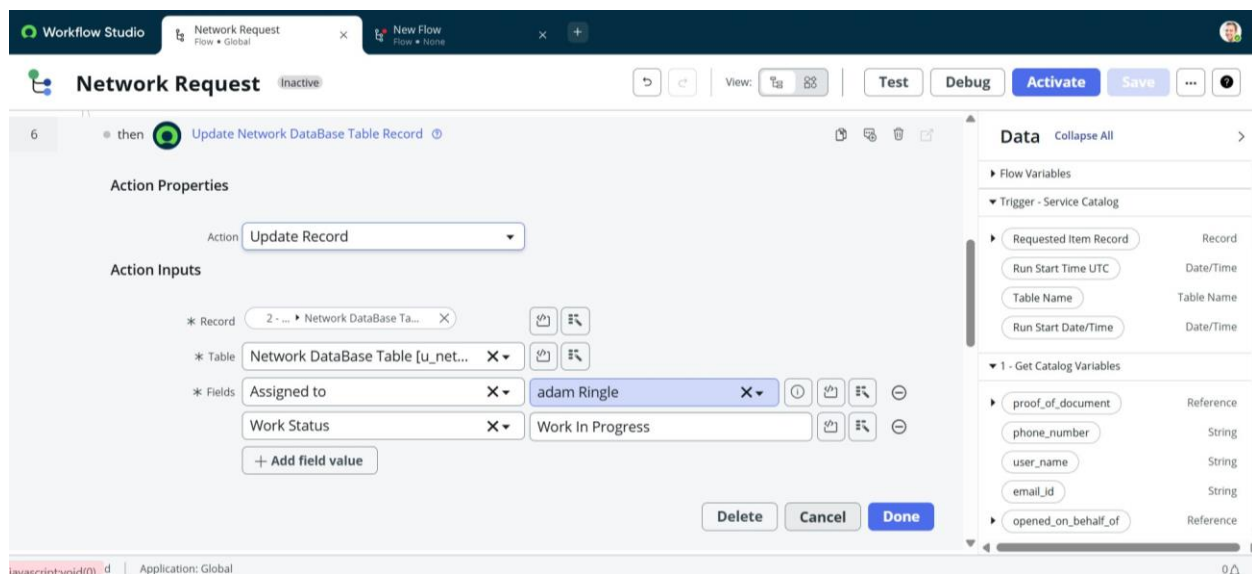 Workflow Studio
Network Request
Flow • Global
New Flow
Flow • None
Network Request Inactive
View: Test Debug Activate Save
6 then Update Network DataBase Table Record
Action Properties
Action Update Record
Action Inputs
* Record 2 - ... ▸ Network DataBase Ta...
* Table Network DataBase Table [u_net...
* Fields Assigned to adam Ringle
Work Status Work In Progress
+ Add field value
Delete Cancel Done
Data Collapse All
Flow Variables
Trigger - Service Catalog
Requested Item Record Record
Run Start Time UTC Date/Time
Table Name Table Name
Run Start Date/Time Date/Time
1 - Get Catalog Variables
proof_of_document Reference
phone_number String
user_name String
email_id String
opened_on_behalf_of Reference
javascript:void(0) d Application: Global
0